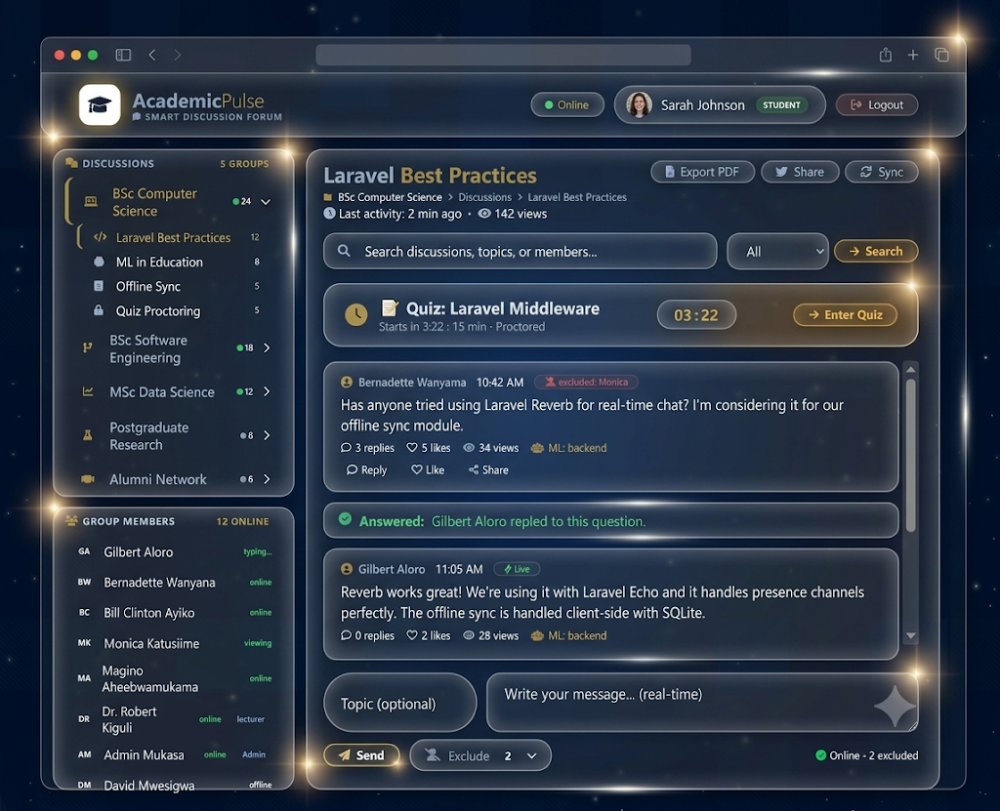 AcademicPulse
SMART DISCUSSION FORUM
Online
Sarah Johnson STUDENT
Logout
DISCUSSIONS 5 GROUPS
BSc Computer
Science
24
</> Laravel Best Practices 12
ML in Education 8
Offline Sync 5
Quiz Proctoring 5
BSc Software
Engineering
18
MSc Data Science 12
Postgraduate
Research
8
Alumni Network 6
GROUP MEMBERS 12 ONLINE
GA Gilbert Aloro typing...
BW Bernadette Wanyana online
BC Bill Clinton Ayiko online
MK Monica Katusiime viewing
MA Magino
Aheebwamukama
online
DR Dr. Robert
Kiguli
online lecturer
AM Admin Mukasa online Admin
DM David Mwesigwa offline
Laravel Best Practices
Export PDF
Share
Sync
BSc Computer Science > Discussions > Laravel Best Practices
Last activity: 2 min ago · 142 views
Search discussions, topics, or members...
All
→ Search
Quiz: Laravel Middleware
Starts in 3:22 : 15 min · Proctored
03:22
→ Enter Quiz
Bernadette Wanyama 10:42 AM excluded: Monica
Has anyone tried using Laravel Reverb for real-time chat? I'm considering it for our
offline sync module.
3 replies 5 likes 34 views ML: backend
Reply Like Share
Answered: Gilbert Aloro repled to this question.
Gilbert Aloro 11:05 AM Live
Reverb works great! We're using it with Laravel Echo and it handles presence channels
perfectly. The offline sync is handled client-side with SQLite.
0 replies 2 likes 28 views ML: backend
Topic (optional)
Write your message... (real-time)
Send
Exclude 2
Online - 2 excluded